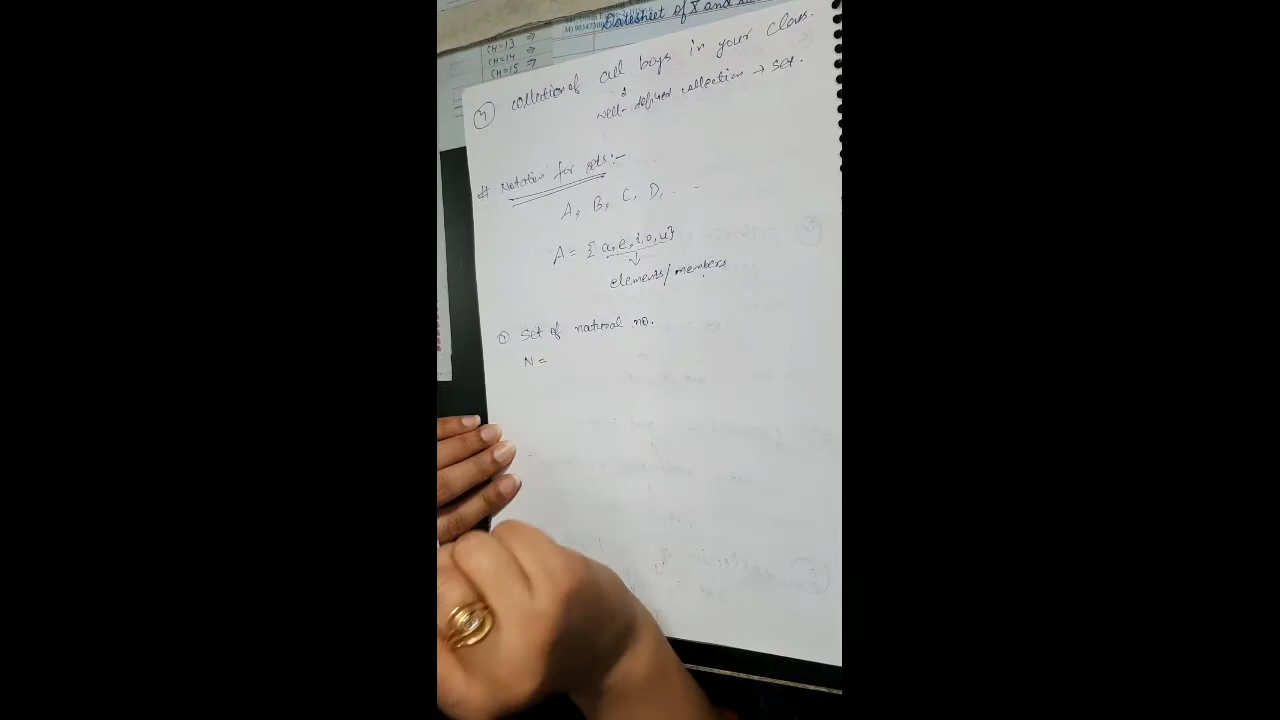 Datesheet of X and
CH=13 ⇒
CH=14 ⇒
CH=15 ⇒
collection of all boys in your class.
well-defined collection → set.
# Notation for sets:-
A, B, C, D, . . -
A = { a, e, i, o, u}
elements/members
① Set of natural no.
N =